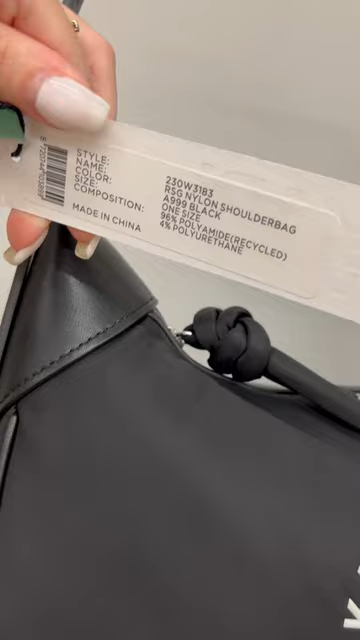 STYLE: 230W3183
NAME: RSG NYLON SHOULDERBAG
COLOR: A999 BLACK
SIZE: ONE SIZE
COMPOSITION: 96% POLYAMIDE(RECYCLED)
4% POLYURETHANE
MADE IN CHINA
K